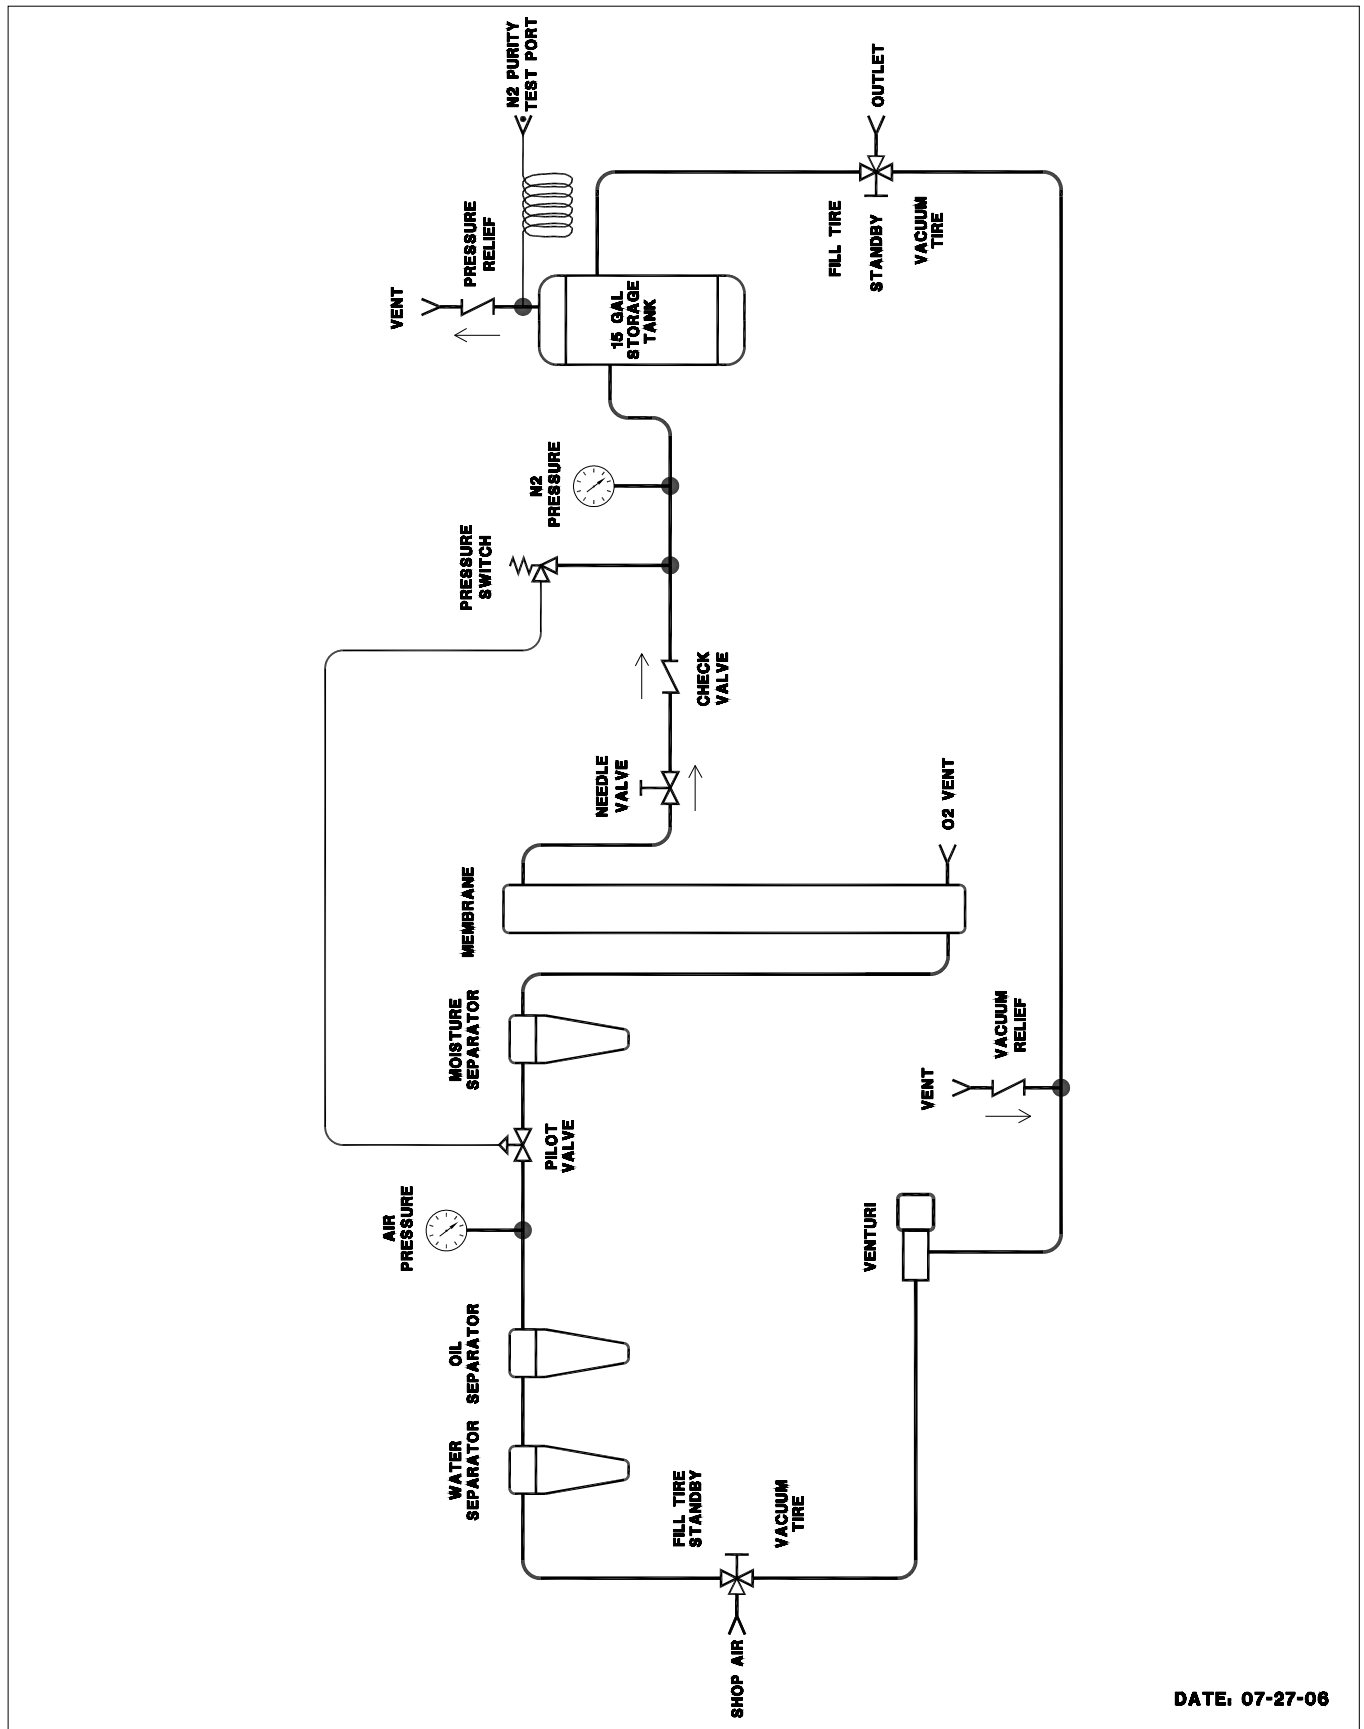 N2 PURITY
TEST PORT
OUTLET
PRESSURE
RELIEF
VENT
FILL TIRE
STANDBY
VACUUM
TIRE
15 GAL
STORAGE
TANK
N2
PRESSURE
PRESSURE
SWITCH
CHECK
VALVE
NEEDLE
VALVE
O2 VENT
MEMBRANE
MOISTURE
SEPARATOR
VACUUM
RELIEF
VENT
PILOT
VALVE
AIR
PRESSURE
VENTURI
OIL
SEPARATOR
WATER
SEPARATOR
FILL TIRE
STANDBY
VACUUM
TIRE
SHOP AIR
DATE: 07-27-06